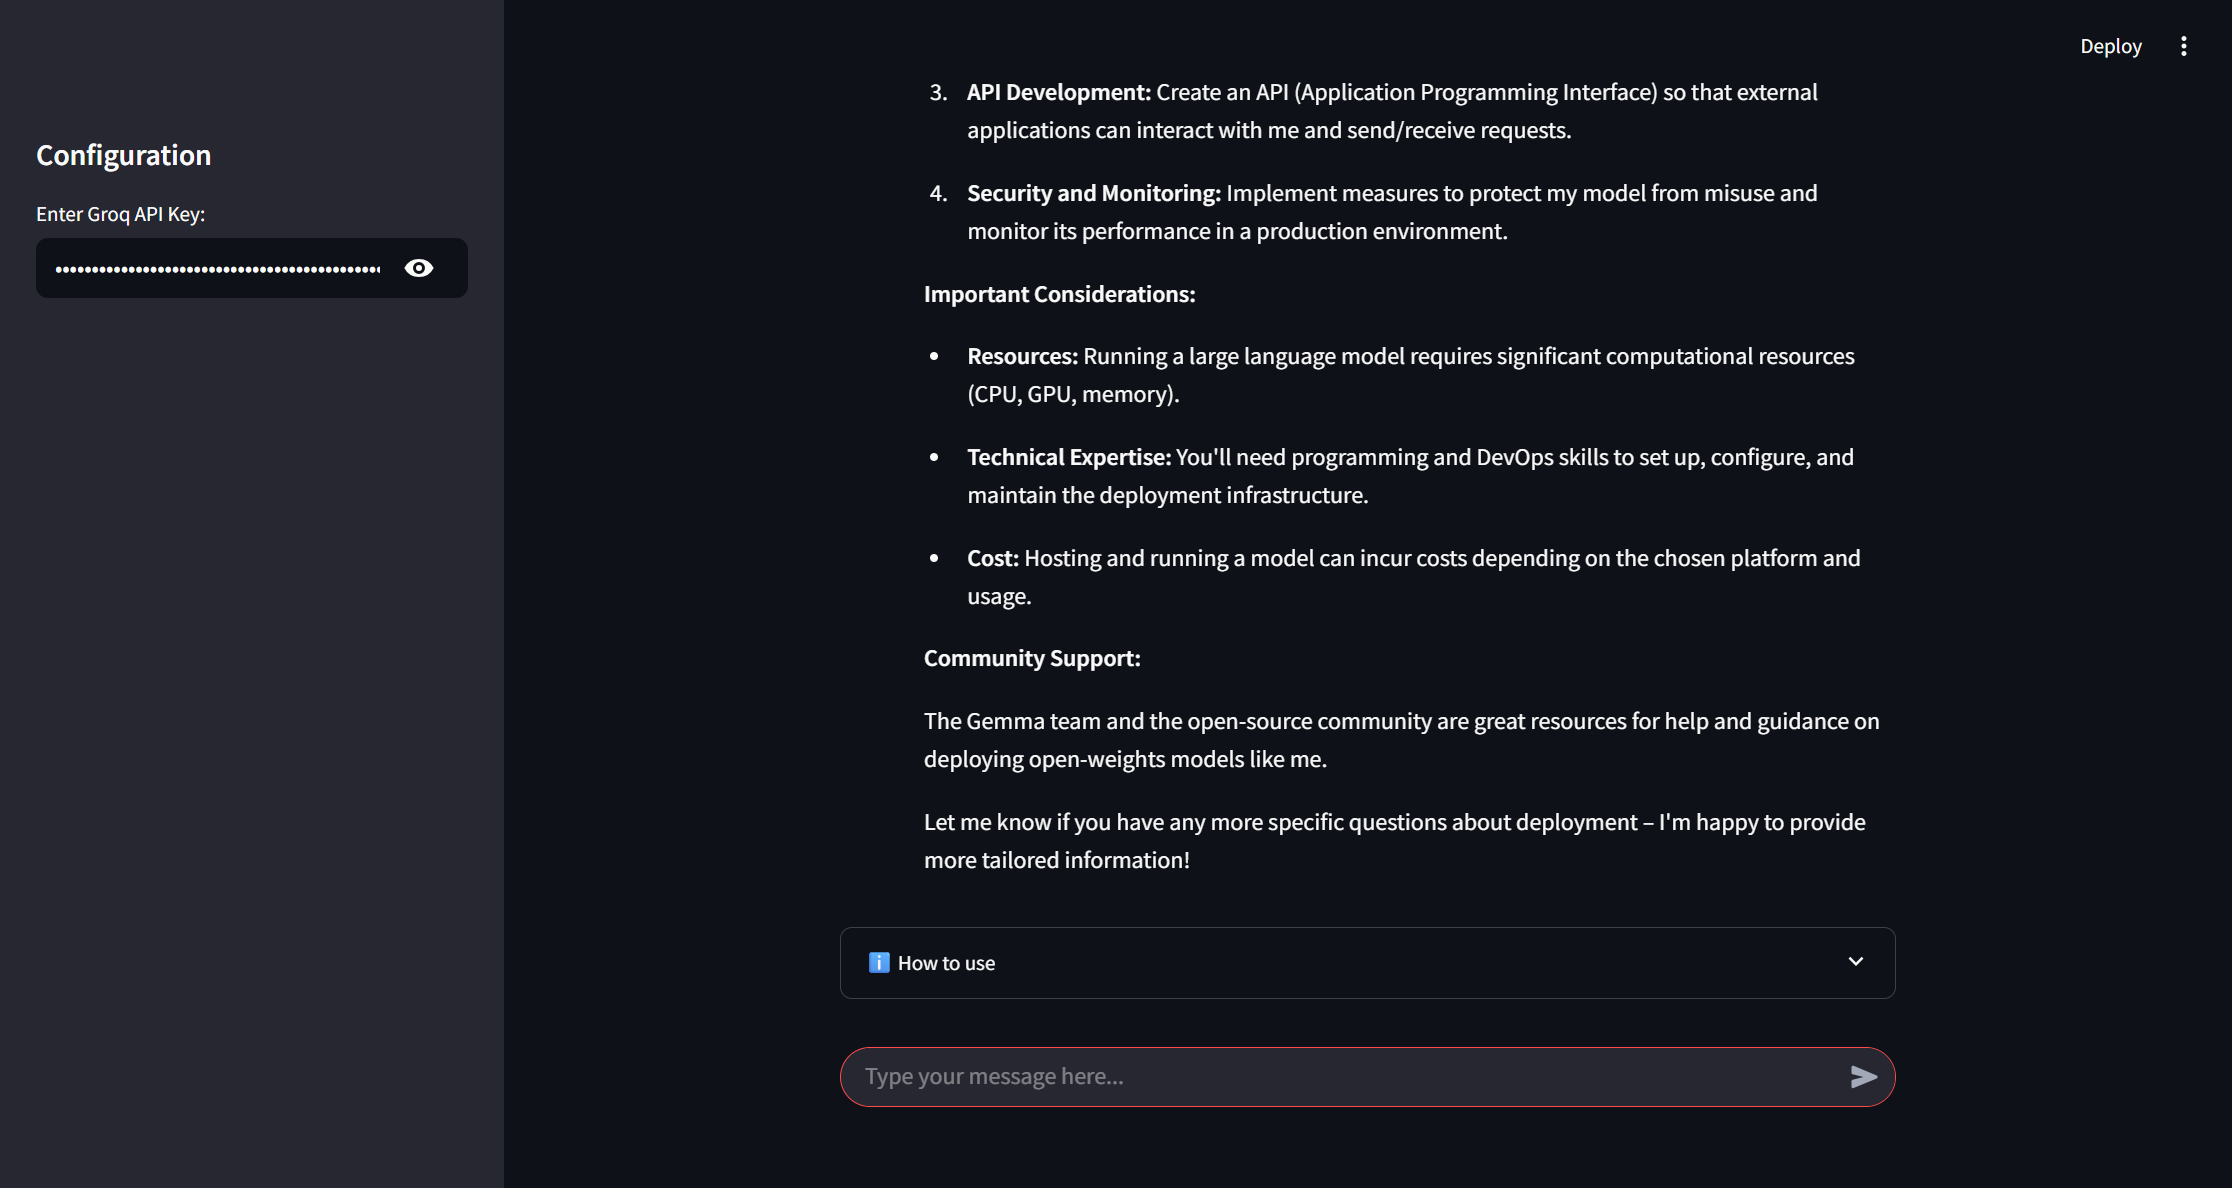 Deploy
Configuration
Enter Groq API Key:
3. API Development: Create an API (Application Programming Interface) so that external
applications can interact with me and send/receive requests.
4. Security and Monitoring: Implement measures to protect my model from misuse and
monitor its performance in a production environment.
Important Considerations:
• Resources: Running a large language model requires significant computational resources
(CPU, GPU, memory).
• Technical Expertise: You'll need programming and DevOps skills to set up, configure, and
maintain the deployment infrastructure.
• Cost: Hosting and running a model can incur costs depending on the chosen platform and
usage.
Community Support:
The Gemma team and the open-source community are great resources for help and guidance on
deploying open-weights models like me.
Let me know if you have any more specific questions about deployment – I'm happy to provide
more tailored information!
ℹ️ How to use
Type your message here...